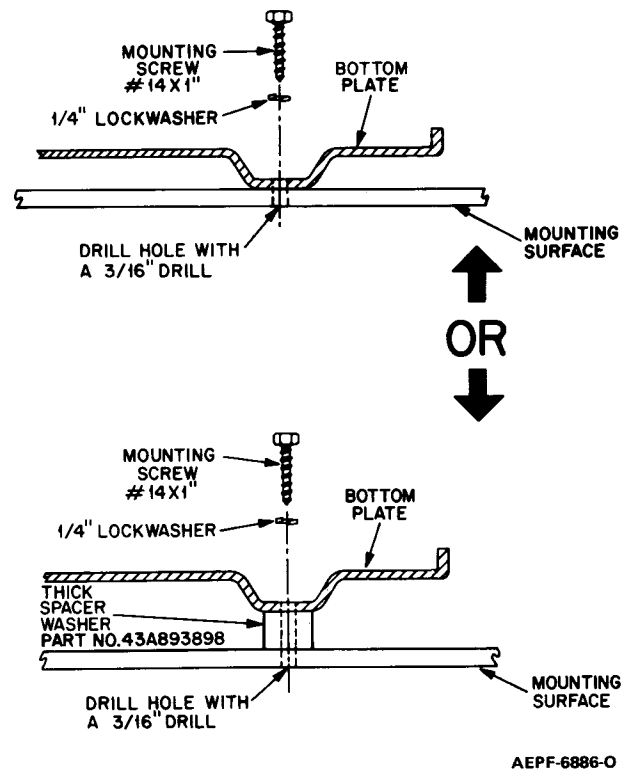 MOUNTING
SCREW
#14X1"
1/4" LOCKWASHER
BOTTOM
PLATE
DRILL HOLE WITH
A 3/16" DRILL
MOUNTING
SURFACE
OR
MOUNTING
SCREW
#14X1"
1/4" LOCKWASHER
BOTTOM
PLATE
THICK
SPACER
WASHER
PART NO.43A893898
DRILL HOLE WITH
A 3/16" DRILL
MOUNTING
SURFACE
AEPF-6886-O